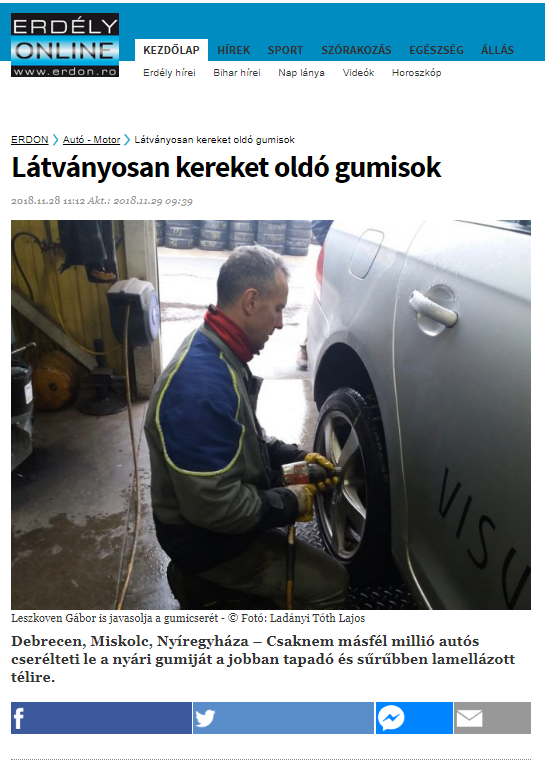 ERDÉLY
ONLINE
www.erdon.ro
KEZDŐLAP HÍREK SPORT SZÓRAKOZÁS EGÉSZSÉG ÁLLÁS
Erdély hírei Bihar hírei Nap lánya Videók Horoszkóp
ERDON Autó - Motor Látványosan kereket oldó gumisok
Látványosan kereket oldó gumisok
2018.11.28 11:12 Akt.: 2018.11.29 09:39
VISU
Leszkoven Gábor is javasolja a gumicserét - © Fotó: Ladányi Tóth Lajos
Debrecen, Miskolc, Nyíregyháza – Csaknem másfél millió autós
cserélteti le a nyári gumiját a jobban tapadó és sűrűbben lamellázott
télire.